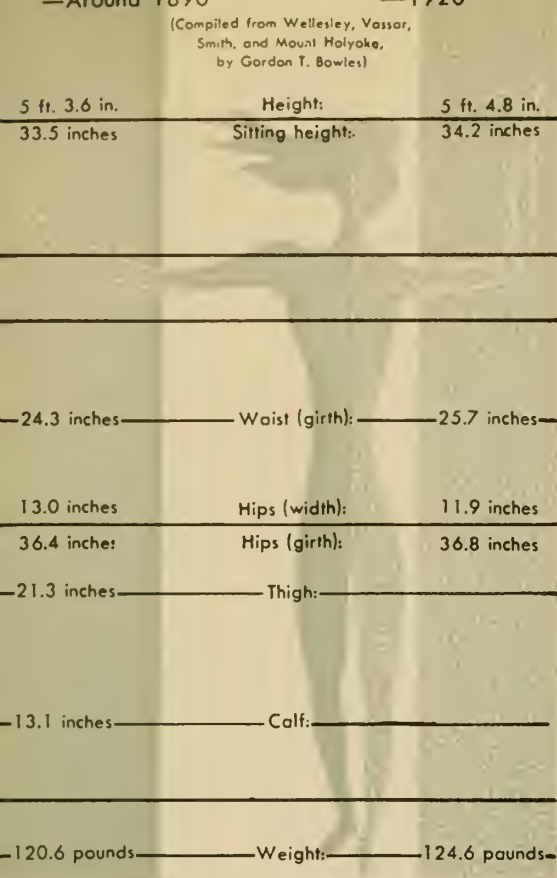 —Around 1890 —1920
(Compiled from Wellesley, Vassar,
Smith, and Mount Holyoke,
by Gordon T. Bowles)
5 ft. 3.6 in. Height: 5 ft. 4.8 in.
33.5 inches Sitting height: 34.2 inches
24.3 inches Waist (girth): 25.7 inches
13.0 inches Hips (width): 11.9 inches
36.4 inches Hips (girth): 36.8 inches
21.3 inches Thigh:
13.1 inches Calf:
120.6 pounds Weight: 124.6 pounds